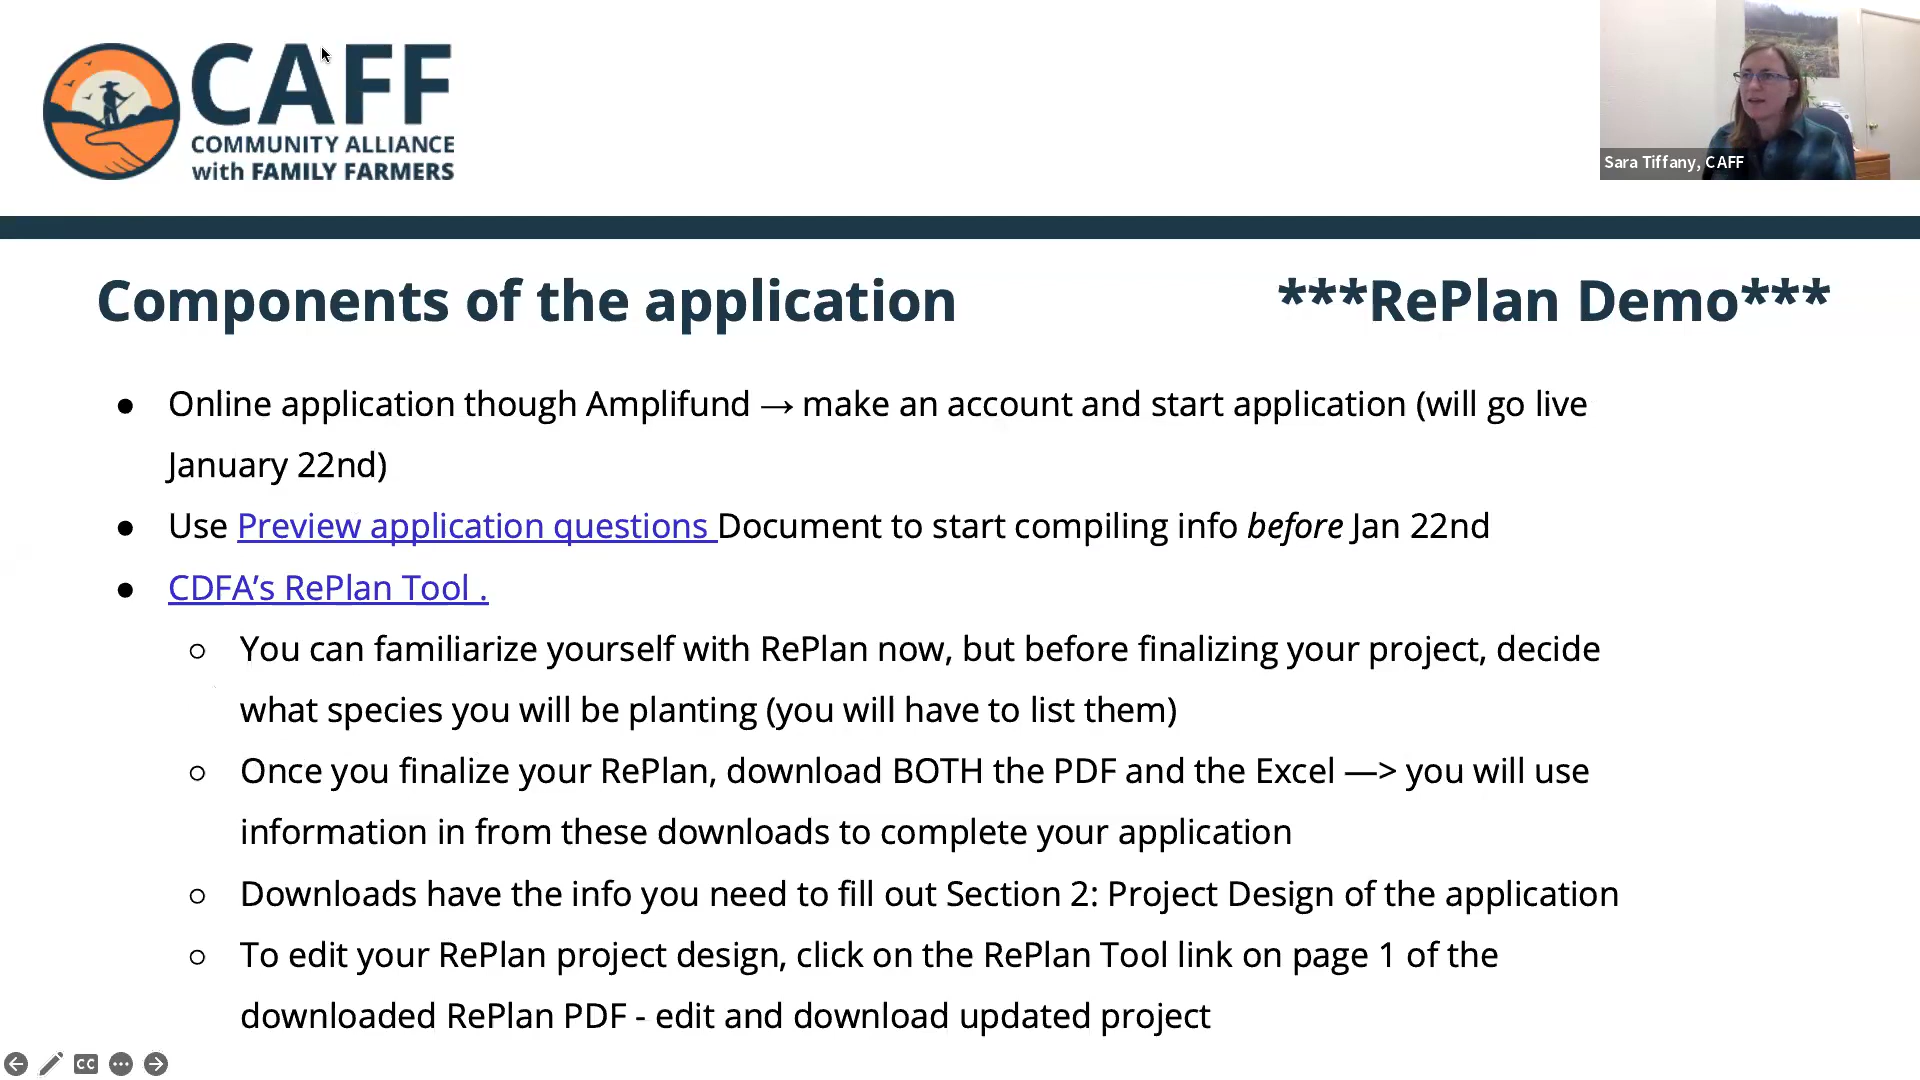 CAFF
COMMUNITY ALLIANCE
with FAMILY FARMERS
Sara Tiffany, CAFF
Components of the application
***RePlan Demo***
● Online application though Amplifund → make an account and start application (will go live
January 22nd)
● Use Preview application questions Document to start compiling info before Jan 22nd
● CDFA’s RePlan Tool .
○ You can familiarize yourself with RePlan now, but before finalizing your project, decide
what species you will be planting (you will have to list them)
○ Once you finalize your RePlan, download BOTH the PDF and the Excel —> you will use
information in from these downloads to complete your application
○ Downloads have the info you need to fill out Section 2: Project Design of the application
○ To edit your RePlan project design, click on the RePlan Tool link on page 1 of the
downloaded RePlan PDF - edit and download updated project
CC